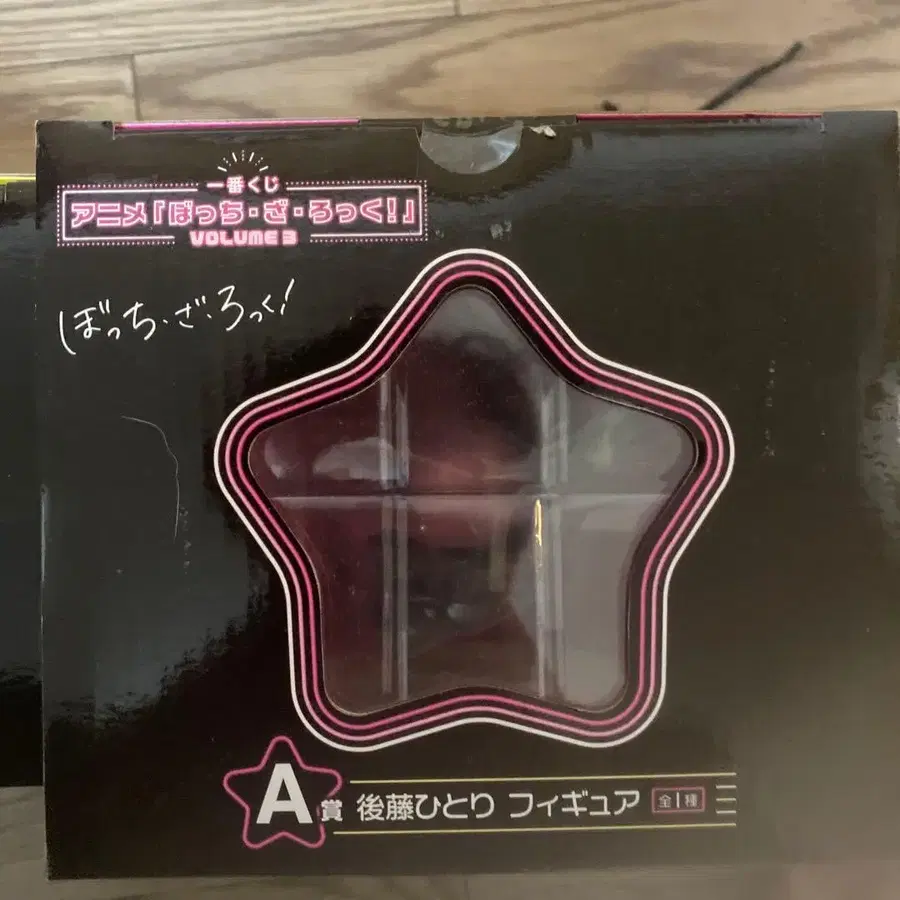 一番くじ
アニメ「ぼっち・ざ・ろっく!」
VOLUME 3
ぼっち・ざ・ろっく!
A賞 後藤ひとり フィギュア 全1種